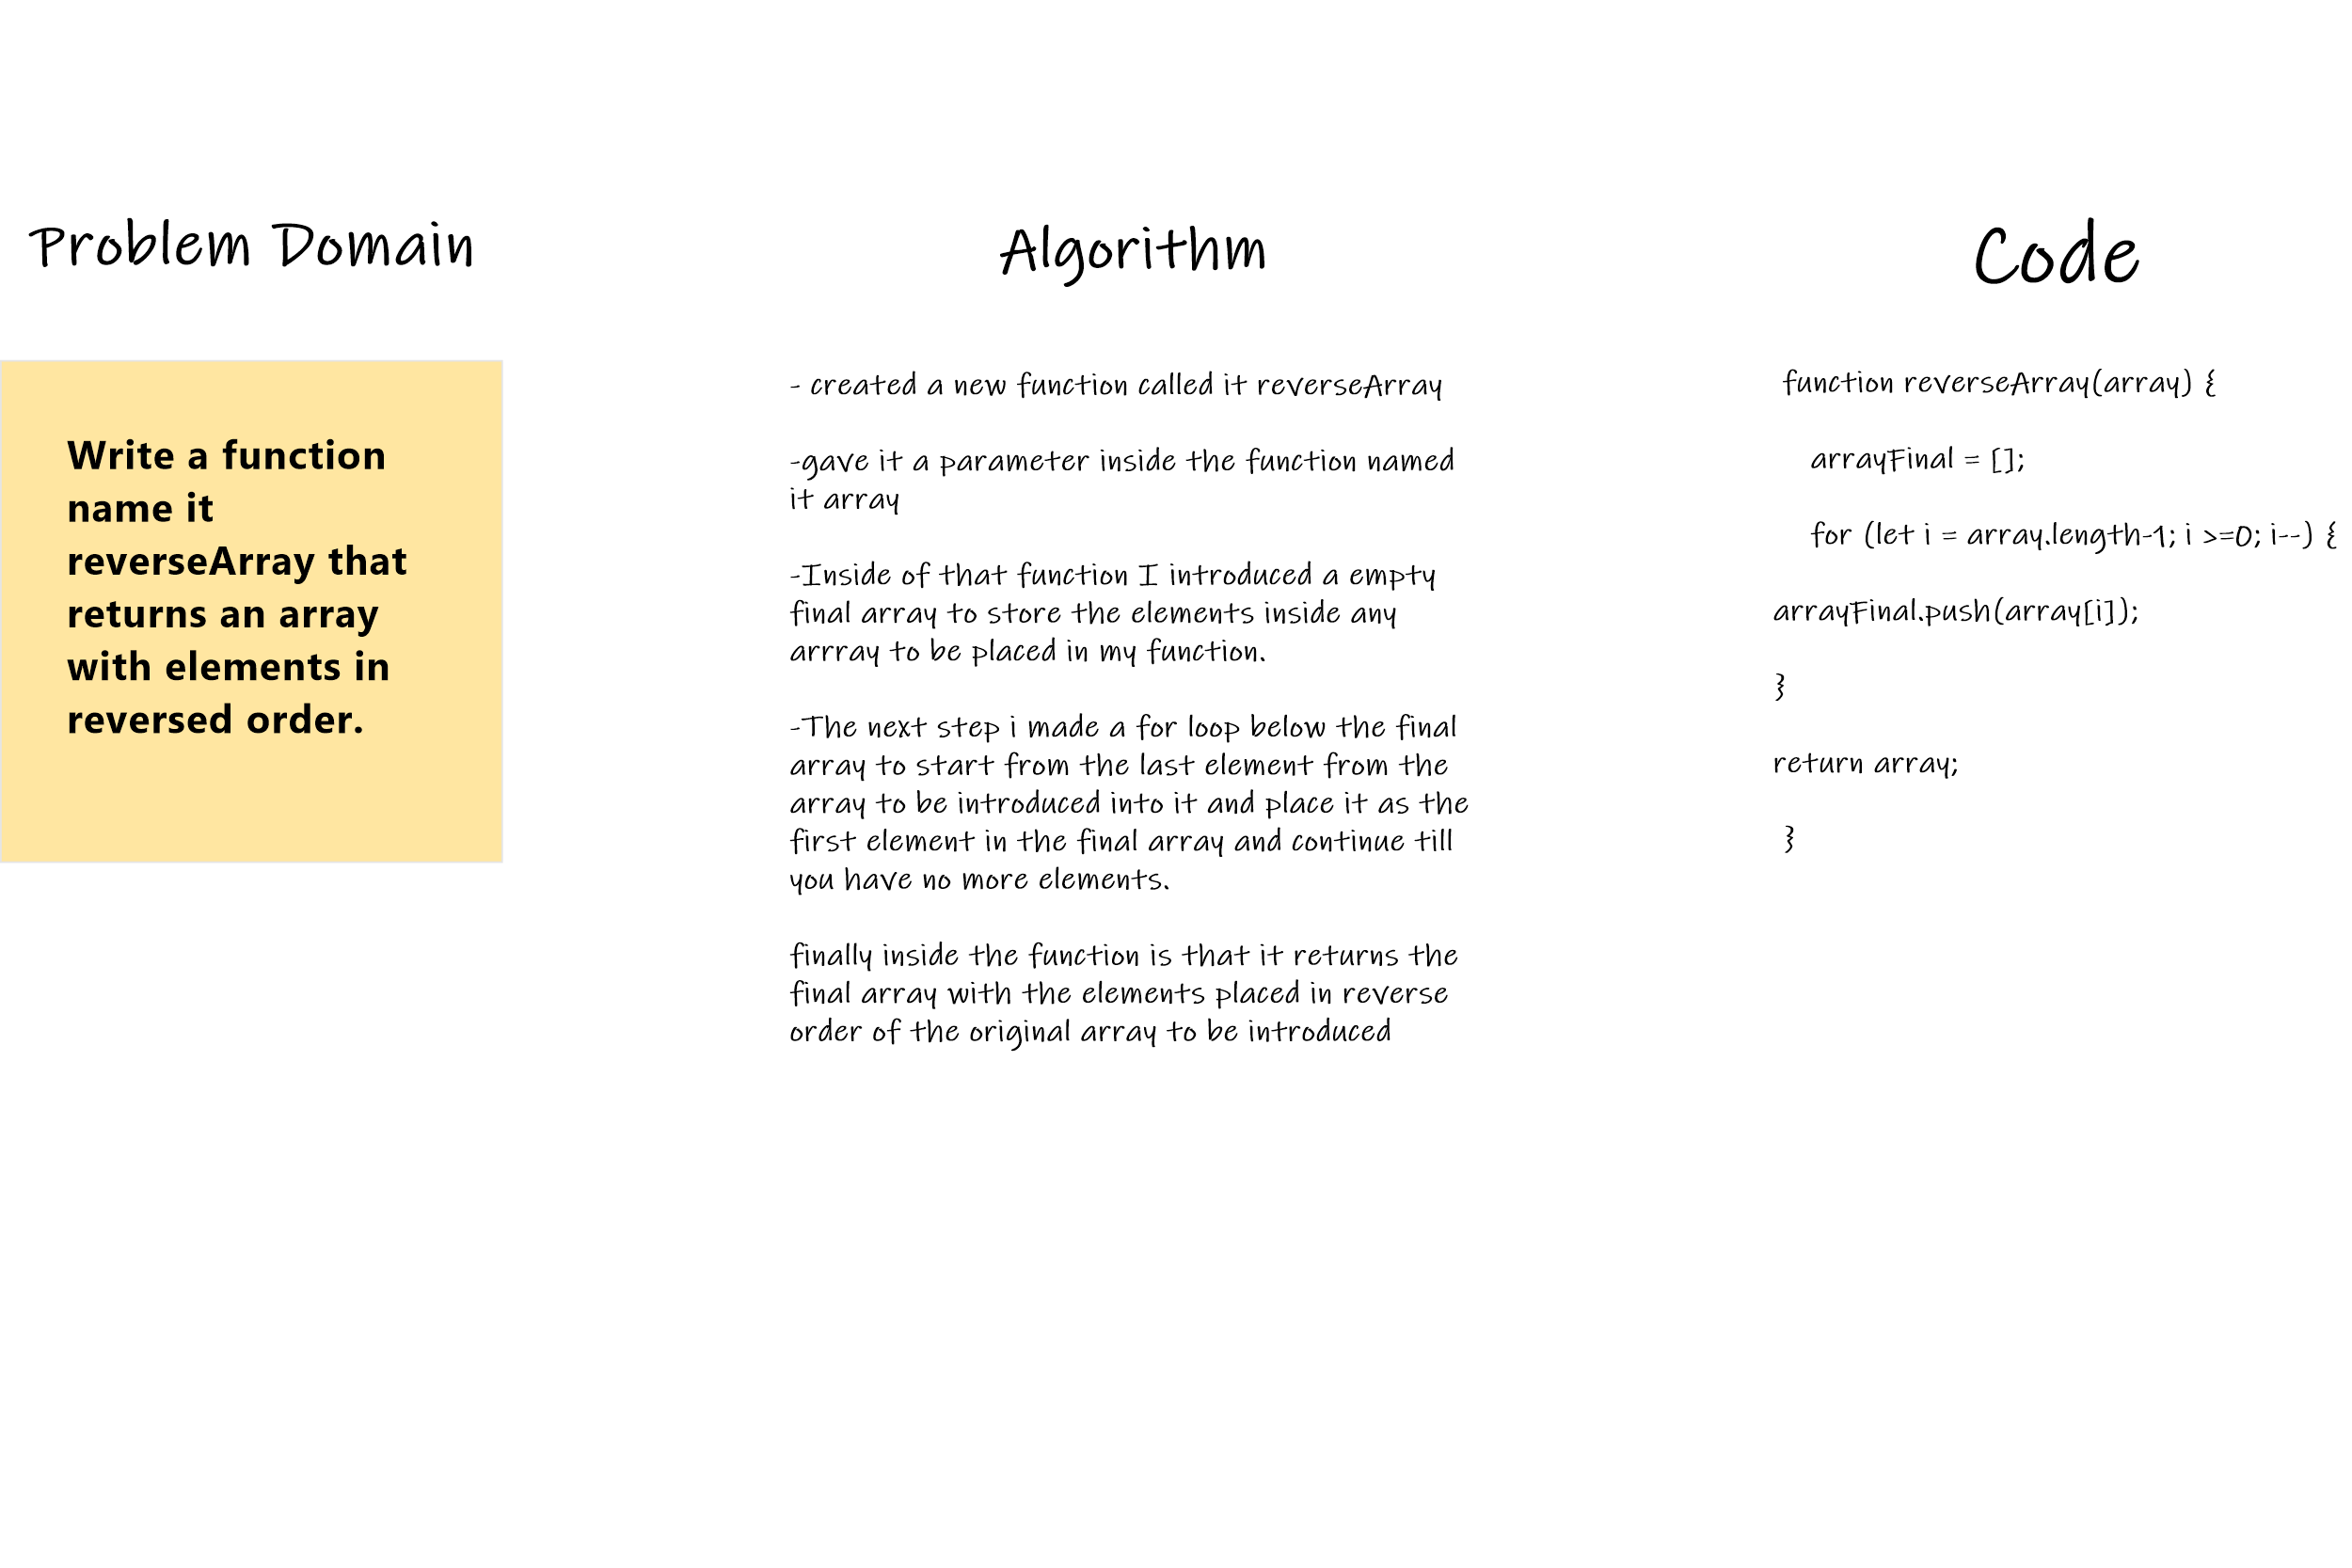 Problem Domain
Write a function
name it
reverseArray that
returns an array
with elements in
reversed order.
Algorithm
- created a new function called it reverseArray
-gave it a parameter inside the function named
it array
-Inside of that function I introduced a empty
final array to store the elements inside any
arrray to be placed in my function.
-The next step i made a for loop below the final
array to start from the last element from the
array to be introduced into it and place it as the
first element in the final array and continue till
you have no more elements.
finally inside the function is that it returns the
final array with the elements placed in reverse
order of the original array to be introduced
Code
function reverseArray(array) {
arrayFinal = [];
for (let i = array.length-1; i >=0; i--) {
arrayFinal.push(array[i]);
}
return array;
}